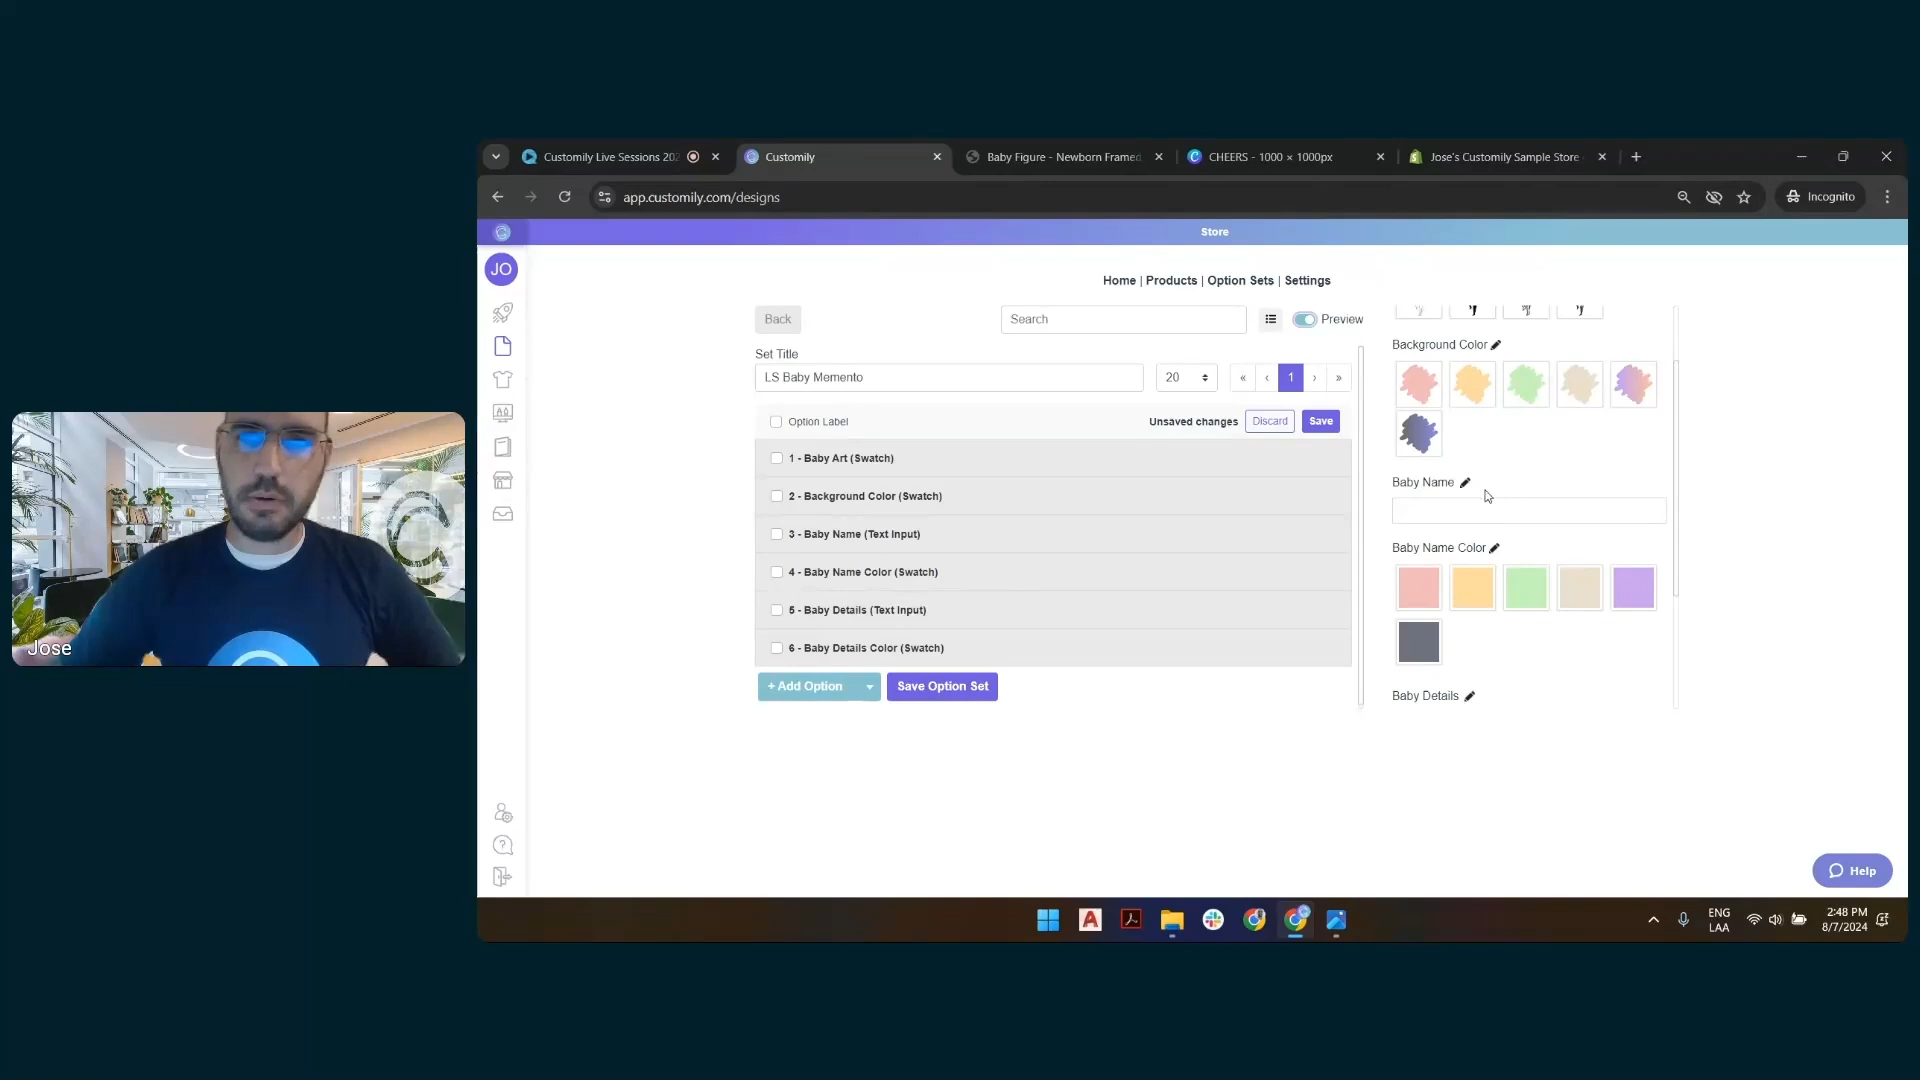 Customily Live Sessions 202
Customily
Baby Figure - Newborn Framed
CHEERS - 1000 × 1000px
Jose's Customily Sample Store
app.customily.com/designs
Incognito
Store
JO
Home | Products | Option Sets | Settings
Back
Search
Preview
Set Title
LS Baby Memento
20
« ‹ 1 › »
Option Label
Unsaved changes
Discard
Save
1 - Baby Art (Swatch)
2 - Background Color (Swatch)
3 - Baby Name (Text Input)
4 - Baby Name Color (Swatch)
5 - Baby Details (Text Input)
6 - Baby Details Color (Swatch)
+ Add Option
Save Option Set
Background Color
Baby Name
Baby Name Color
Baby Details
Jose
Help
ENG
LAA
2:48 PM
8/7/2024